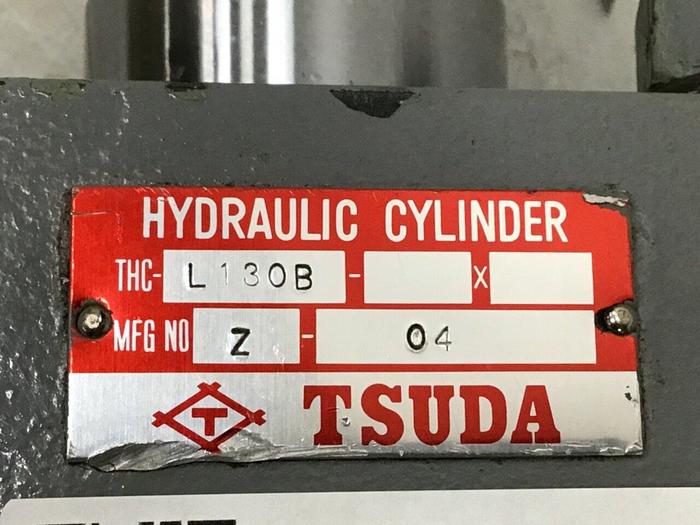 HYDRAULIC CYLINDER
THC- L130B - X
MFG NO Z - 04
T TSUDA